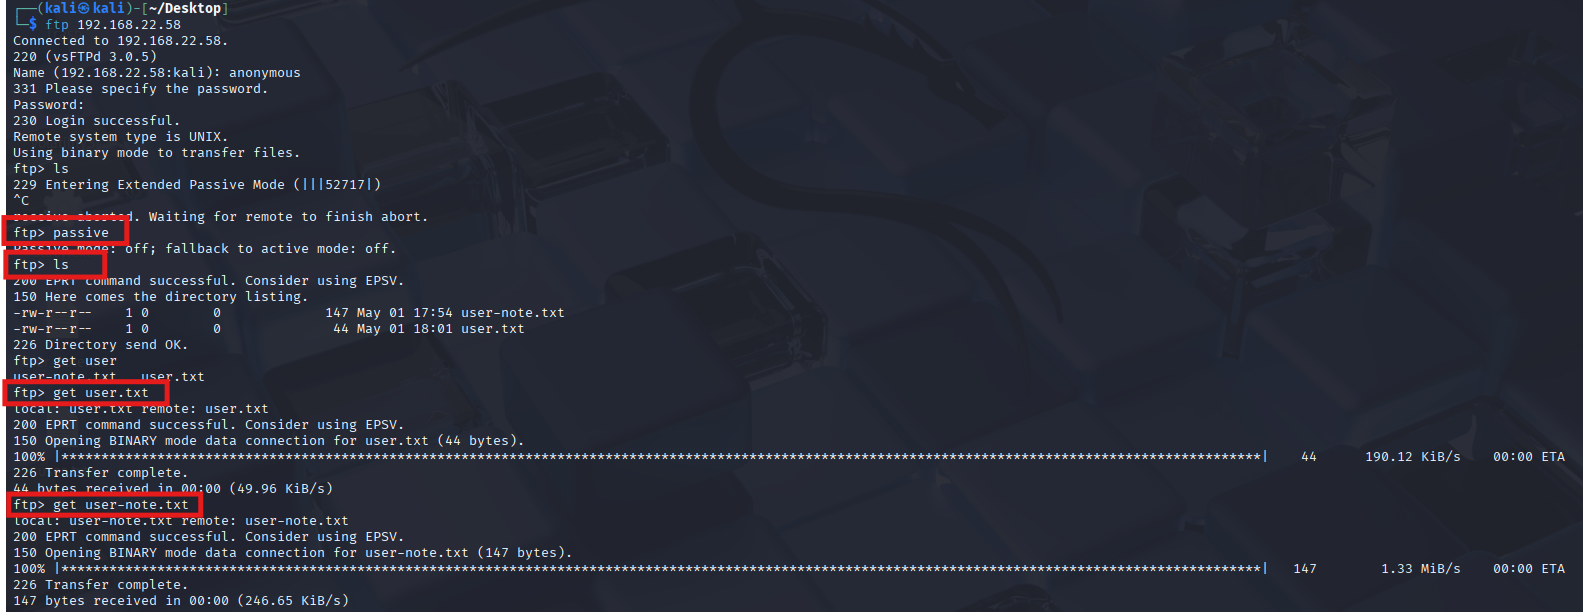 ┌──(kali㉿kali)-[~/Desktop]
└─$ ftp 192.168.22.58
Connected to 192.168.22.58.
220 (vsFTPd 3.0.5)
Name (192.168.22.58:kali): anonymous
331 Please specify the password.
Password:
230 Login successful.
Remote system type is UNIX.
Using binary mode to transfer files.
ftp> ls
229 Entering Extended Passive Mode (|||52717|)
^C
receive aborted. Waiting for remote to finish abort.
ftp> passive
Passive mode: off; fallback to active mode: off.
ftp> ls
200 EPRT command successful. Consider using EPSV.
150 Here comes the directory listing.
-rw-r--r--    1 0        0             147 May 01 17:54 user-note.txt
-rw-r--r--    1 0        0              44 May 01 18:01 user.txt
226 Directory send OK.
ftp> get user
user-note.txt   user.txt
ftp> get user.txt
local: user.txt remote: user.txt
200 EPRT command successful. Consider using EPSV.
150 Opening BINARY mode data connection for user.txt (44 bytes).
100% |******************************************************************************************************************************************************| 44 190.12 KiB/s 00:00 ETA
226 Transfer complete.
44 bytes received in 00:00 (49.96 KiB/s)
ftp> get user-note.txt
local: user-note.txt remote: user-note.txt
200 EPRT command successful. Consider using EPSV.
150 Opening BINARY mode data connection for user-note.txt (147 bytes).
100% |******************************************************************************************************************************************************| 147 1.33 MiB/s 00:00 ETA
226 Transfer complete.
147 bytes received in 00:00 (246.65 KiB/s)